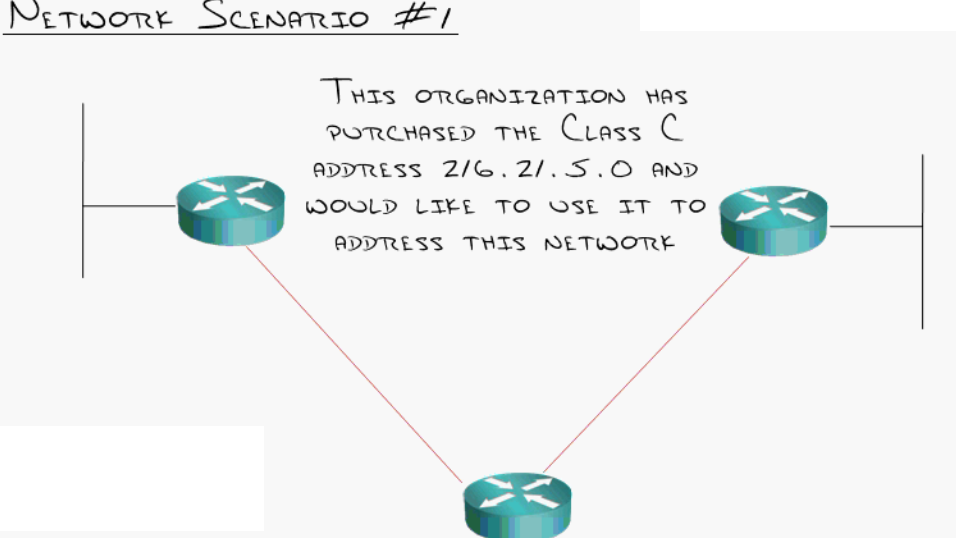 NETWORK SCENARIO #1
THIS ORGANIZATION HAS
PURCHASED THE CLASS C
ADDRESS 216.21.5.0 AND
WOULD LIKE TO USE IT TO
ADDRESS THIS NETWORK